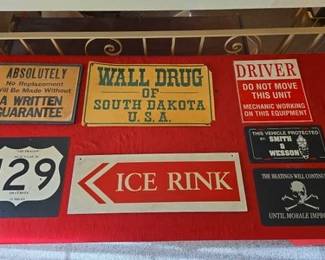 ABSOLUTELY
No Replacement
Will Be Made Without
A WRITTEN
GUARANTEE
WALL DRUG
OF
SOUTH DAKOTA
U.S.A.
DRIVER
DO NOT MOVE
THIS UNIT
MECHANIC WORKING
ON THIS EQUIPMENT
THIS VEHICLE PROTECTED
BY
SMITH &
WESSON
129
ICE RINK
THE BEATINGS WILL CONTINUE
UNTIL MORALE IMPR